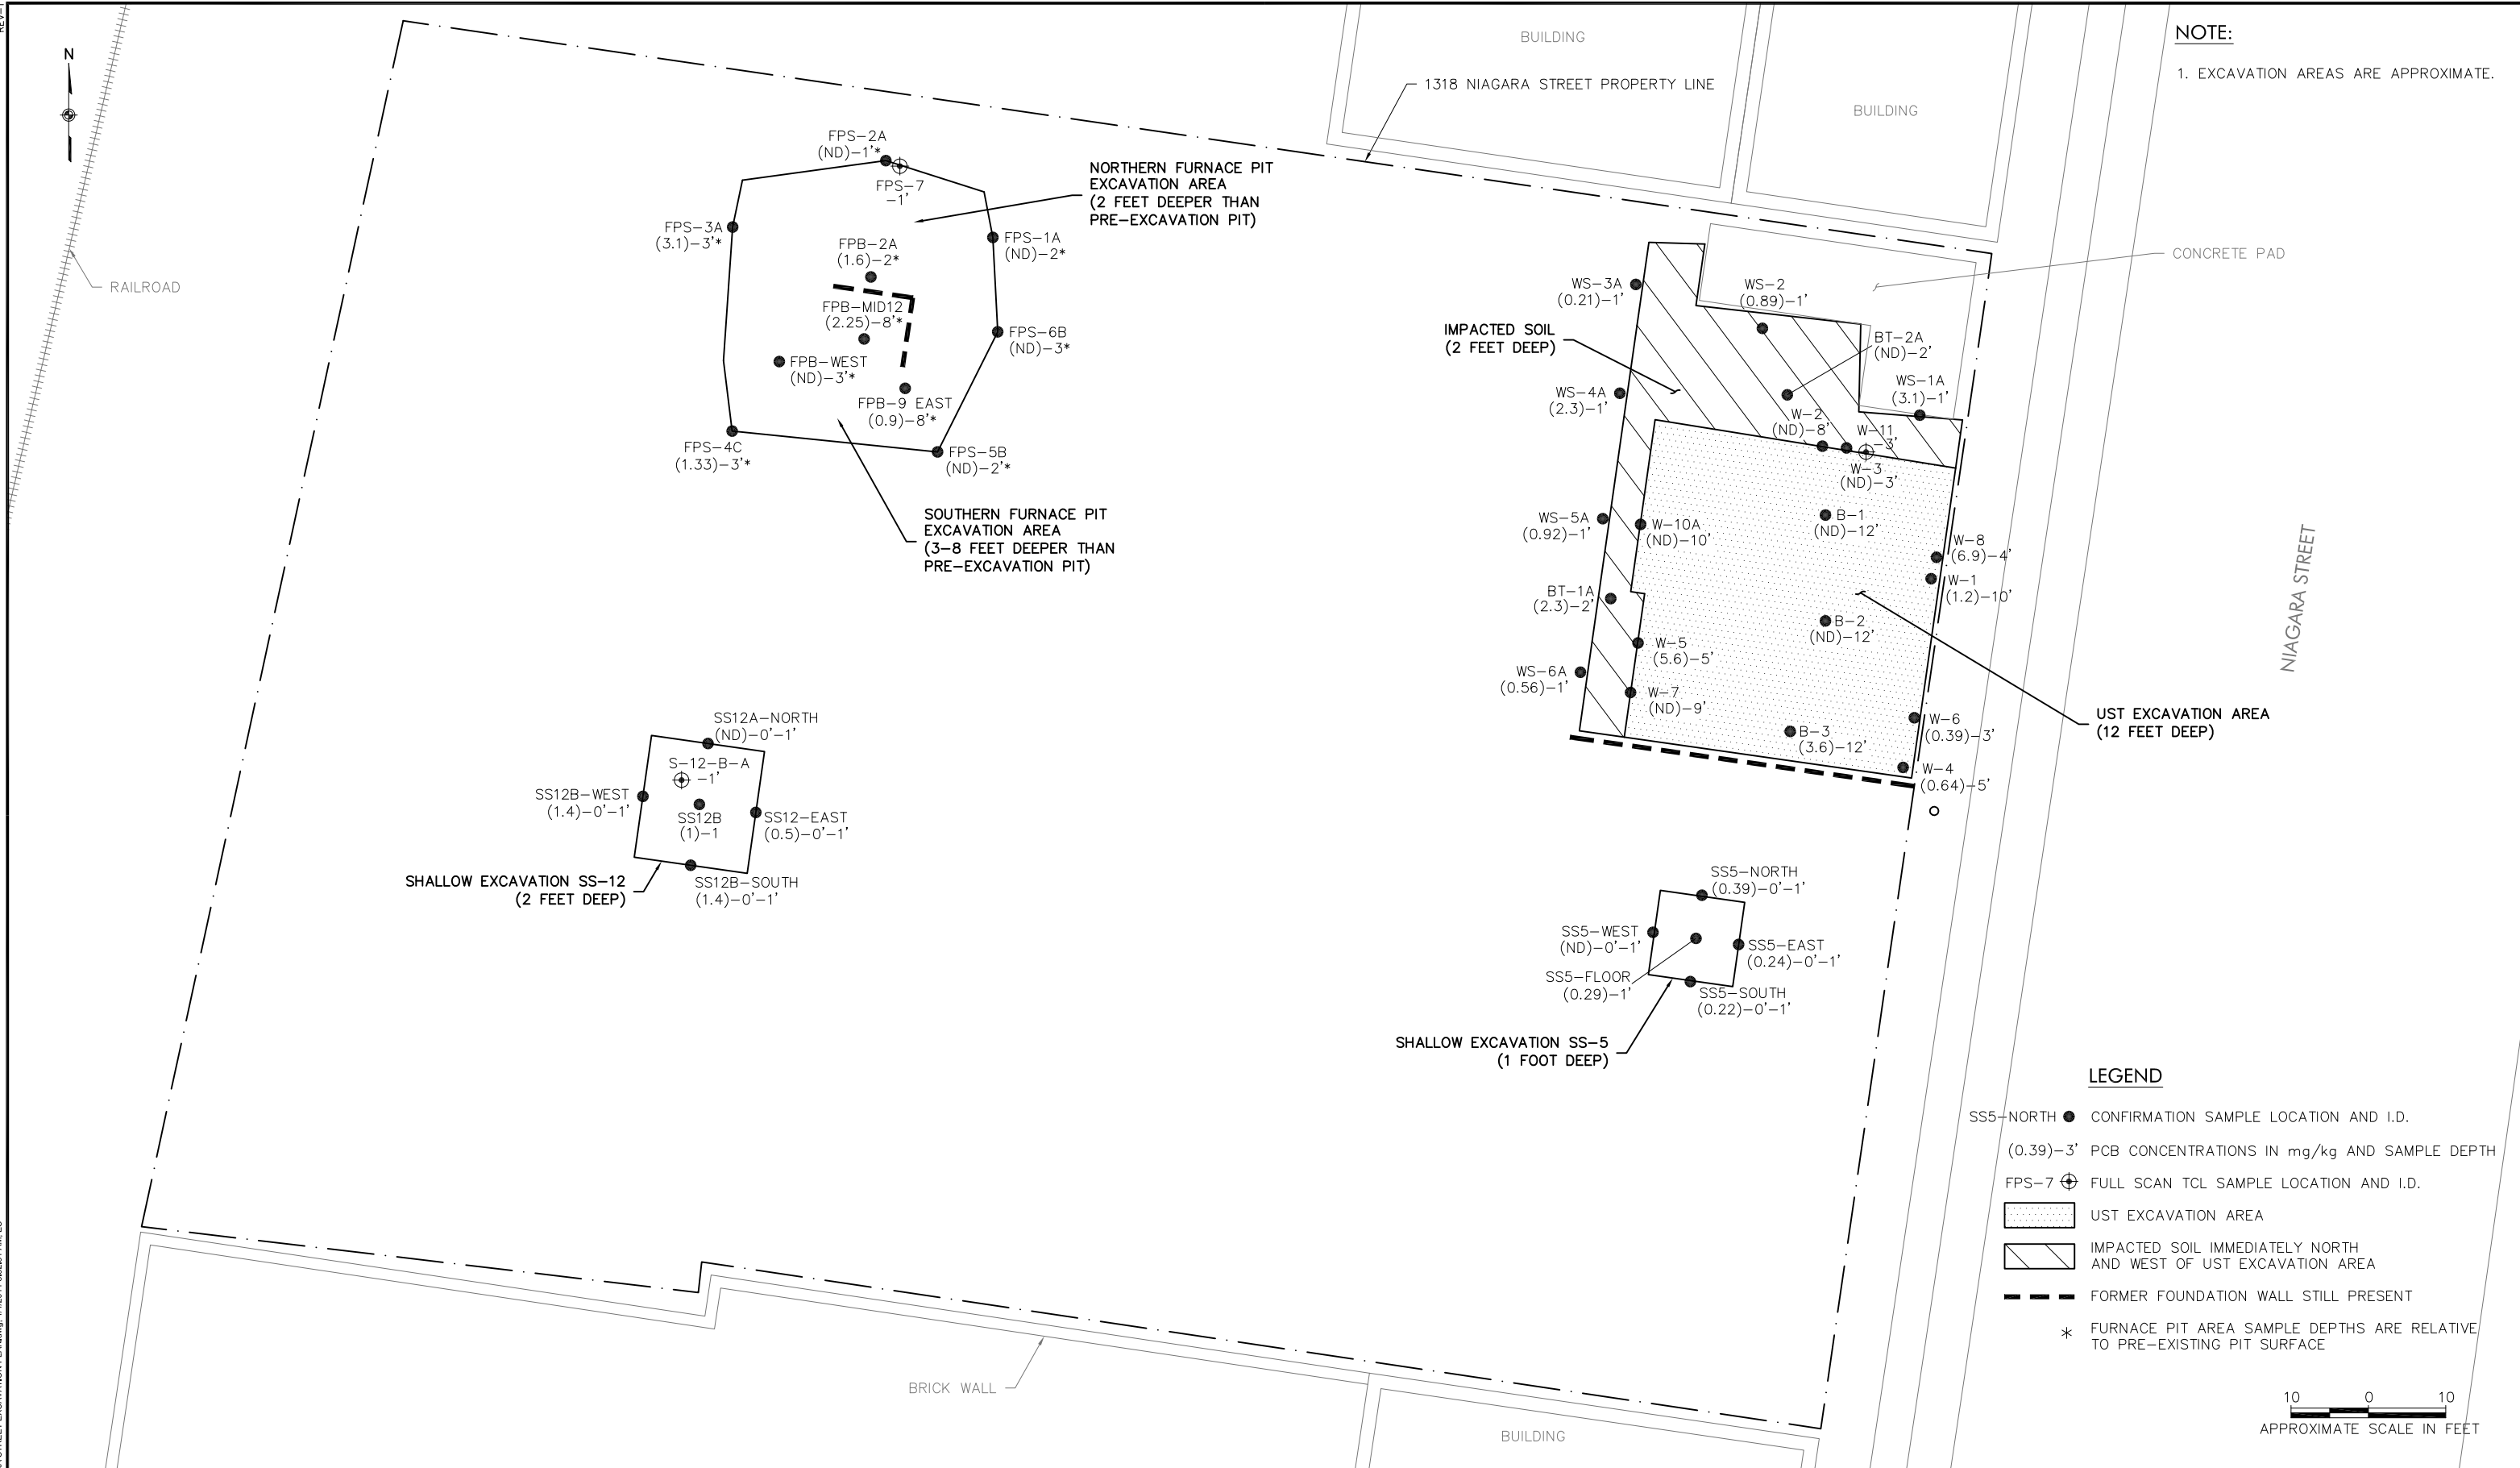 REV-1
N
BUILDING
NOTE:
1. EXCAVATION AREAS ARE APPROXIMATE.
1318 NIAGARA STREET PROPERTY LINE
BUILDING
FPS-2A
(ND)-1'*
FPS-7
-1'
NORTHERN FURNACE PIT
EXCAVATION AREA
(2 FEET DEEPER THAN
PRE-EXCAVATION PIT)
FPS-3A
(3.1)-3'*
FPS-1A
(ND)-2*
FPB-2A
(1.6)-2*
RAILROAD
CONCRETE PAD
FPB-MID12
(2.25)-8'*
FPS-6B
(ND)-3*
FPB-WEST
(ND)-3'*
FPB-9 EAST
(0.9)-8'*
FPS-4C
(1.33)-3'*
FPS-5B
(ND)-2'*
SOUTHERN FURNACE PIT
EXCAVATION AREA
(3-8 FEET DEEPER THAN
PRE-EXCAVATION PIT)
WS-3A
(0.21)-1'
WS-2
(0.89)-1'
IMPACTED SOIL
(2 FEET DEEP)
BT-2A
(ND)-2'
WS-1A
(3.1)-1'
WS-4A
(2.3)-1'
W-2
(ND)-8'
W-11
-3'
W-3
(ND)-3'
WS-5A
(0.92)-1'
W-10A
(ND)-10'
B-1
(ND)-12'
W-8
(6.9)-4'
W-1
(1.2)-10'
BT-1A
(2.3)-2'
B-2
(ND)-12'
W-5
(5.6)-5'
WS-6A
(0.56)-1'
W-7
(ND)-9'
B-3
(3.6)-12'
W-6
(0.39)-3'
W-4
(0.64)-5'
UST EXCAVATION AREA
(12 FEET DEEP)
NIAGARA STREET
SS12A-NORTH
(ND)-0'-1'
S-12-B-A
-1'
SS12B-WEST
(1.4)-0'-1'
SS12B
(1)-1
SS12-EAST
(0.5)-0'-1'
SHALLOW EXCAVATION SS-12
(2 FEET DEEP)
SS12B-SOUTH
(1.4)-0'-1'
SS5-NORTH
(0.39)-0'-1'
SS5-WEST
(ND)-0'-1'
SS5-EAST
(0.24)-0'-1'
SS5-FLOOR
(0.29)-1'
SS5-SOUTH
(0.22)-0'-1'
SHALLOW EXCAVATION SS-5
(1 FOOT DEEP)
LEGEND
SS5-NORTH CONFIRMATION SAMPLE LOCATION AND I.D.
(0.39)-3' PCB CONCENTRATIONS IN mg/kg AND SAMPLE DEPTH
FPS-7 FULL SCAN TCL SAMPLE LOCATION AND I.D.
UST EXCAVATION AREA
IMPACTED SOIL IMMEDIATELY NORTH
AND WEST OF UST EXCAVATION AREA
FORMER FOUNDATION WALL STILL PRESENT
* FURNACE PIT AREA SAMPLE DEPTHS ARE RELATIVE
TO PRE-EXISTING PIT SURFACE
BRICK WALL
BUILDING
10 0 10
APPROXIMATE SCALE IN FEET